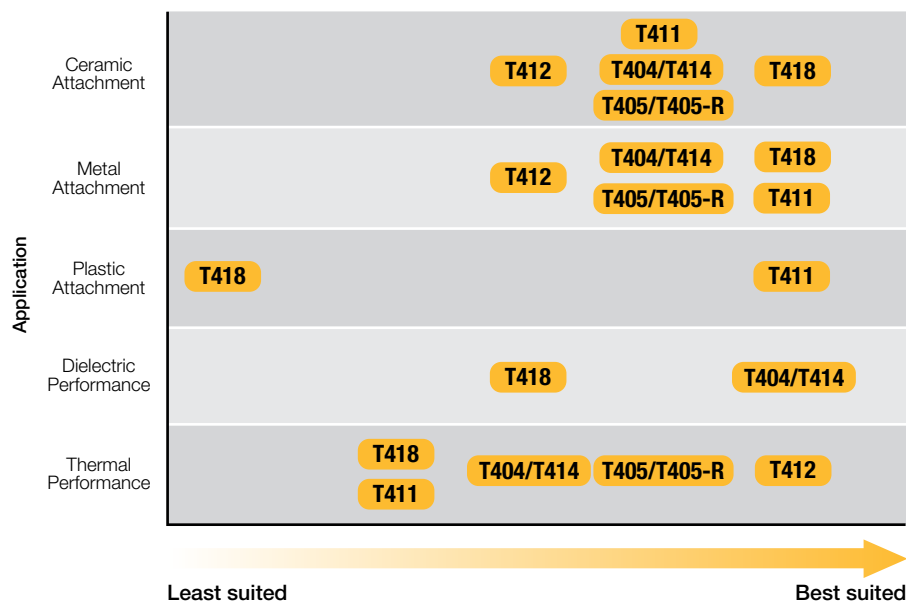 Application
Ceramic
Attachment
T411
T412
T404/T414
T418
T405/T405-R
Metal
Attachment
T412
T404/T414
T418
T405/T405-R
T411
Plastic
Attachment
T418
T411
Dielectric
Performance
T418
T404/T414
Thermal
Performance
T418
T411
T404/T414
T405/T405-R
T412
Least suited
Best suited